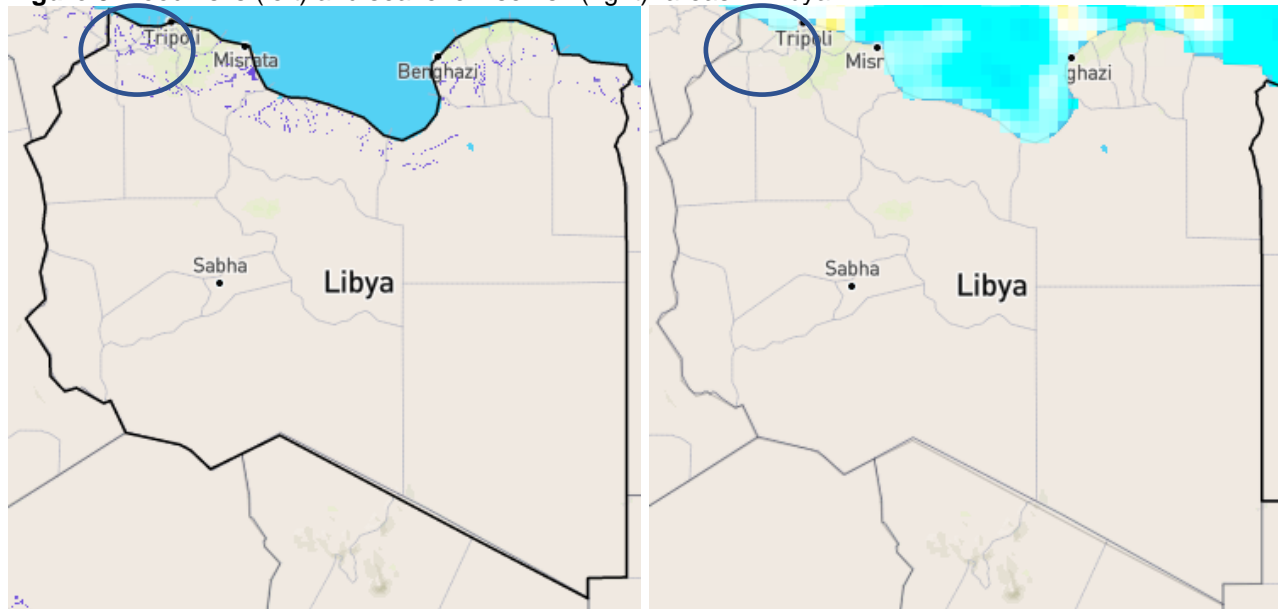 Tripoli
Misrata
Benghazi
Sabha
Libya
Tripoli
Misr
ghazi
Sabha
Libya